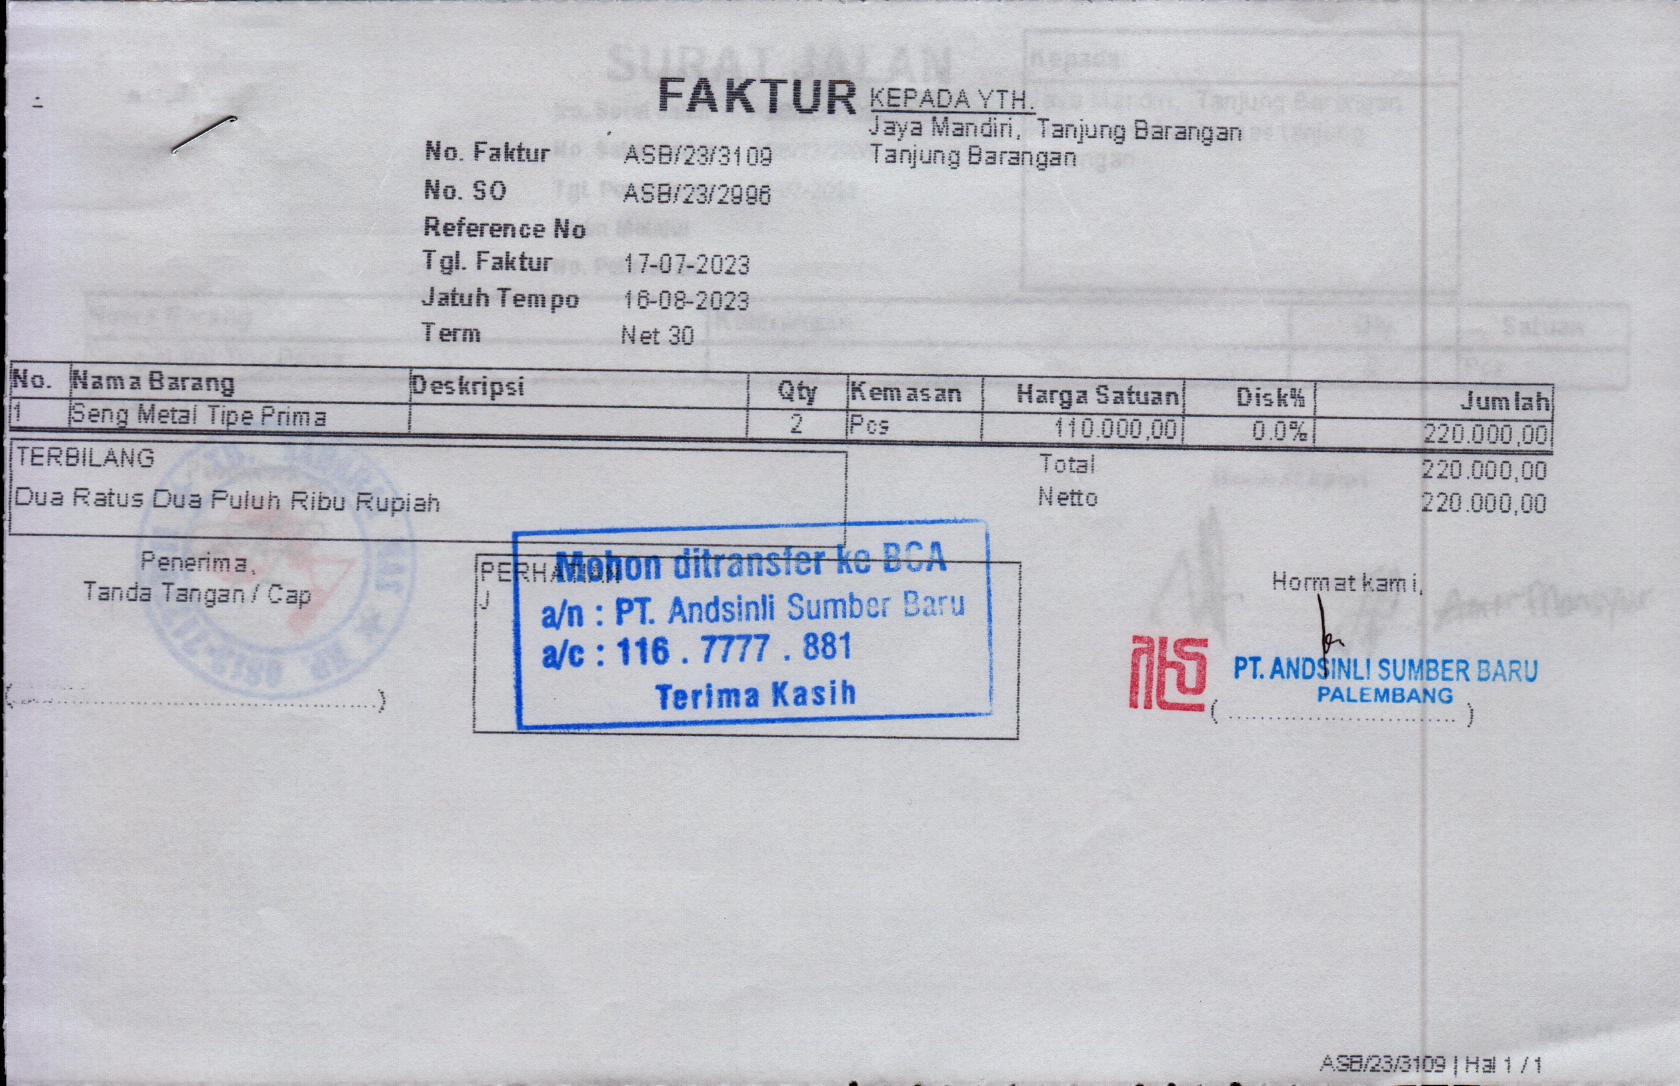 FAKTUR
KEPADA YTH.
Jaya Mandiri, Tanjung Barangan
Tanjung Barangan
No. Faktur ASB/23/3109
No. SO ASB/23/2996
Reference No
Tgl. Faktur 17-07-2023
Jatuh Tempo 16-08-2023
Term Net 30
No. Nama Barang Deskripsi Qty Kemasan Harga Satuan Disk% Jumlah
1 Seng Metal Tipe Prima 2 Pcs 110.000,00 0.0% 220.000,00
TERBILANG
Dua Ratus Dua Puluh Ribu Rupiah
Total 220.000,00
Netto 220.000,00
Penerima,
Tanda Tangan / Cap
(..............................................)
PERHATIAN
J
Mohon ditransfer ke BCA
a/n : PT. Andsinli Sumber Baru
a/c : 116 . 7777 . 881
Terima Kasih
Hormat kami,
PT. ANDSINLI SUMBER BARU
PALEMBANG
( .............................. )
ASB/23/3109 | Hal 1 / 1